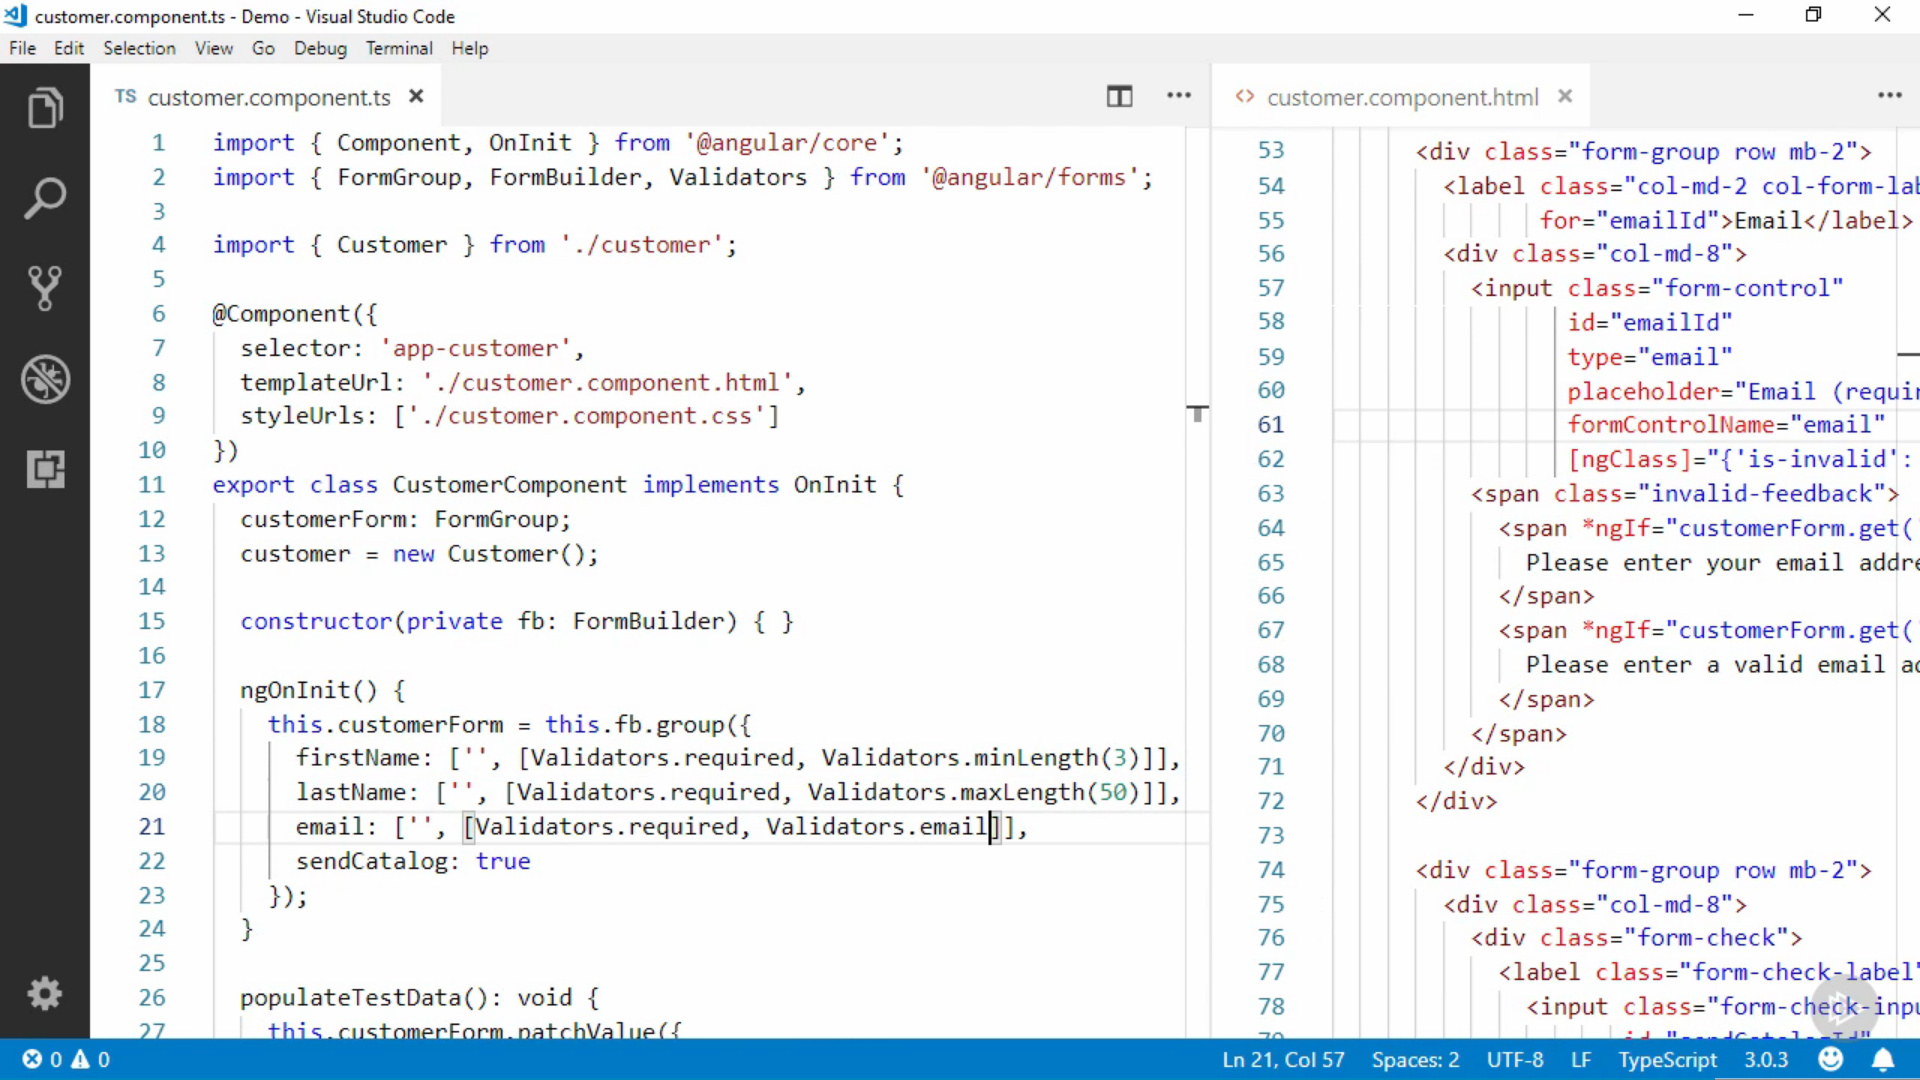 customer.component.ts - Demo - Visual Studio Code
File Edit Selection View Go Debug Terminal Help
TS customer.component.ts
1 import { Component, OnInit } from '@angular/core';
2 import { FormGroup, FormBuilder, Validators } from '@angular/forms';
3
4 import { Customer } from './customer';
5
6 @Component({
7 selector: 'app-customer',
8 templateUrl: './customer.component.html',
9 styleUrls: ['./customer.component.css']
10 })
11 export class CustomerComponent implements OnInit {
12 customerForm: FormGroup;
13 customer = new Customer();
14
15 constructor(private fb: FormBuilder) { }
16
17 ngOnInit() {
18 this.customerForm = this.fb.group({
19 firstName: ['', [Validators.required, Validators.minLength(3)]],
20 lastName: ['', [Validators.required, Validators.maxLength(50)]],
21 email: ['', [Validators.required, Validators.email]],
22 sendCatalog: true
23 });
24 }
25
26 populateTestData(): void {
27 this.customerForm.patchValue({
<> customer.component.html
53 <div class="form-group row mb-2">
54 <label class="col-md-2 col-form-lab
55 for="emailId">Email</label>
56 <div class="col-md-8">
57 <input class="form-control"
58 id="emailId"
59 type="email"
60 placeholder="Email (requir
61 formControlName="email"
62 [ngClass]="{'is-invalid':
63 <span class="invalid-feedback">
64 <span *ngIf="customerForm.get('
65 Please enter your email addre
66 </span>
67 <span *ngIf="customerForm.get('
68 Please enter a valid email ad
69 </span>
70 </span>
71 </div>
72 </div>
73
74 <div class="form-group row mb-2">
75 <div class="col-md-8">
76 <div class="form-check">
77 <label class="form-check-label"
78 <input class="form-check-inpu
0 0 Ln 21, Col 57 Spaces: 2 UTF-8 LF TypeScript 3.0.3